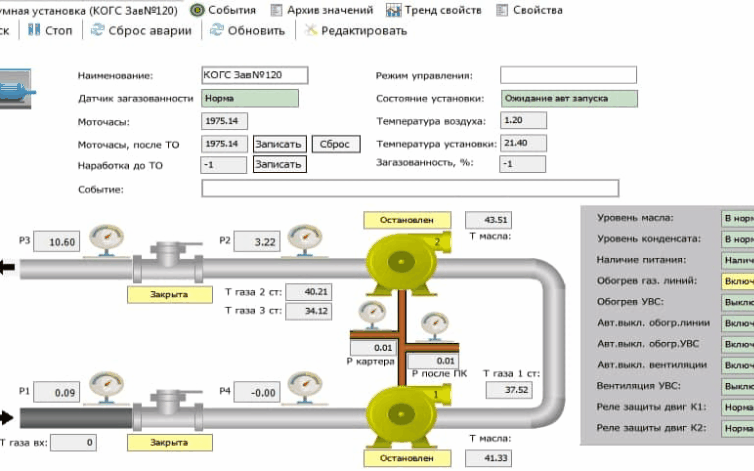 умная установка (КОГС Зав№120) События Архив значений Тренд свойств Свойства
ск Стоп Сброс аварии Обновить Редактировать
Наименование: КОГС Зав№120 Режим управления:
Датчик загазованности Норма Состояние установки: Ожидание авт запуска
Моточасы: 1975.14 Температура воздуха: 1.20
Моточасы, после ТО 1975.14 Записать Сброс Температура установки: 21.40
Наработка до ТО -1 Записать Загазованность, %: -1
Событие:
Остановлен 43.51 Уровень масла: В норм
P3 10.60 P2 3.22 2 Т масла: Уровень конденсата: В норм
Наличие питания: Налич
Закрыта Т газа 2 ст: 40.21 Обогрев газ. линий: Включ
Т газа 3 ст: 34.12 Обогрев УВС: Выклю
Авт.выкл. обогр.линии Включ
0.01 Авт.выкл. обогр.УВС Включ
Р картера 0.01
Р после ПК Т газа 1 ст: Авт.выкл. вентиляции Включ
P1 0.09 P4 -0.00 1 37.52 Вентиляция УВС: Выклю
Реле защиты двиг К1: Норма
Т газа вх: 0 Закрыта Т масла: Реле защиты двиг К2: Норма
Остановлен 41.33